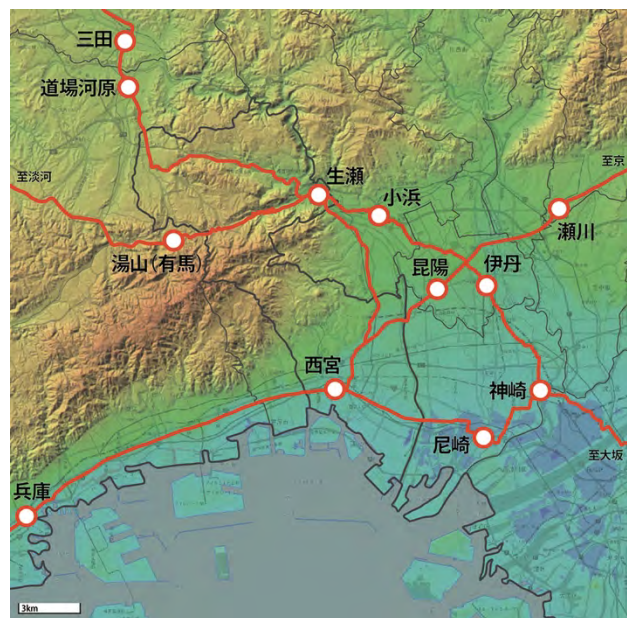 三田
道場河原
至淡河
生瀬
小浜
至京
瀬川
湯山(有馬)
昆陽
伊丹
西宮
神崎
尼崎
至大坂
兵庫
3km